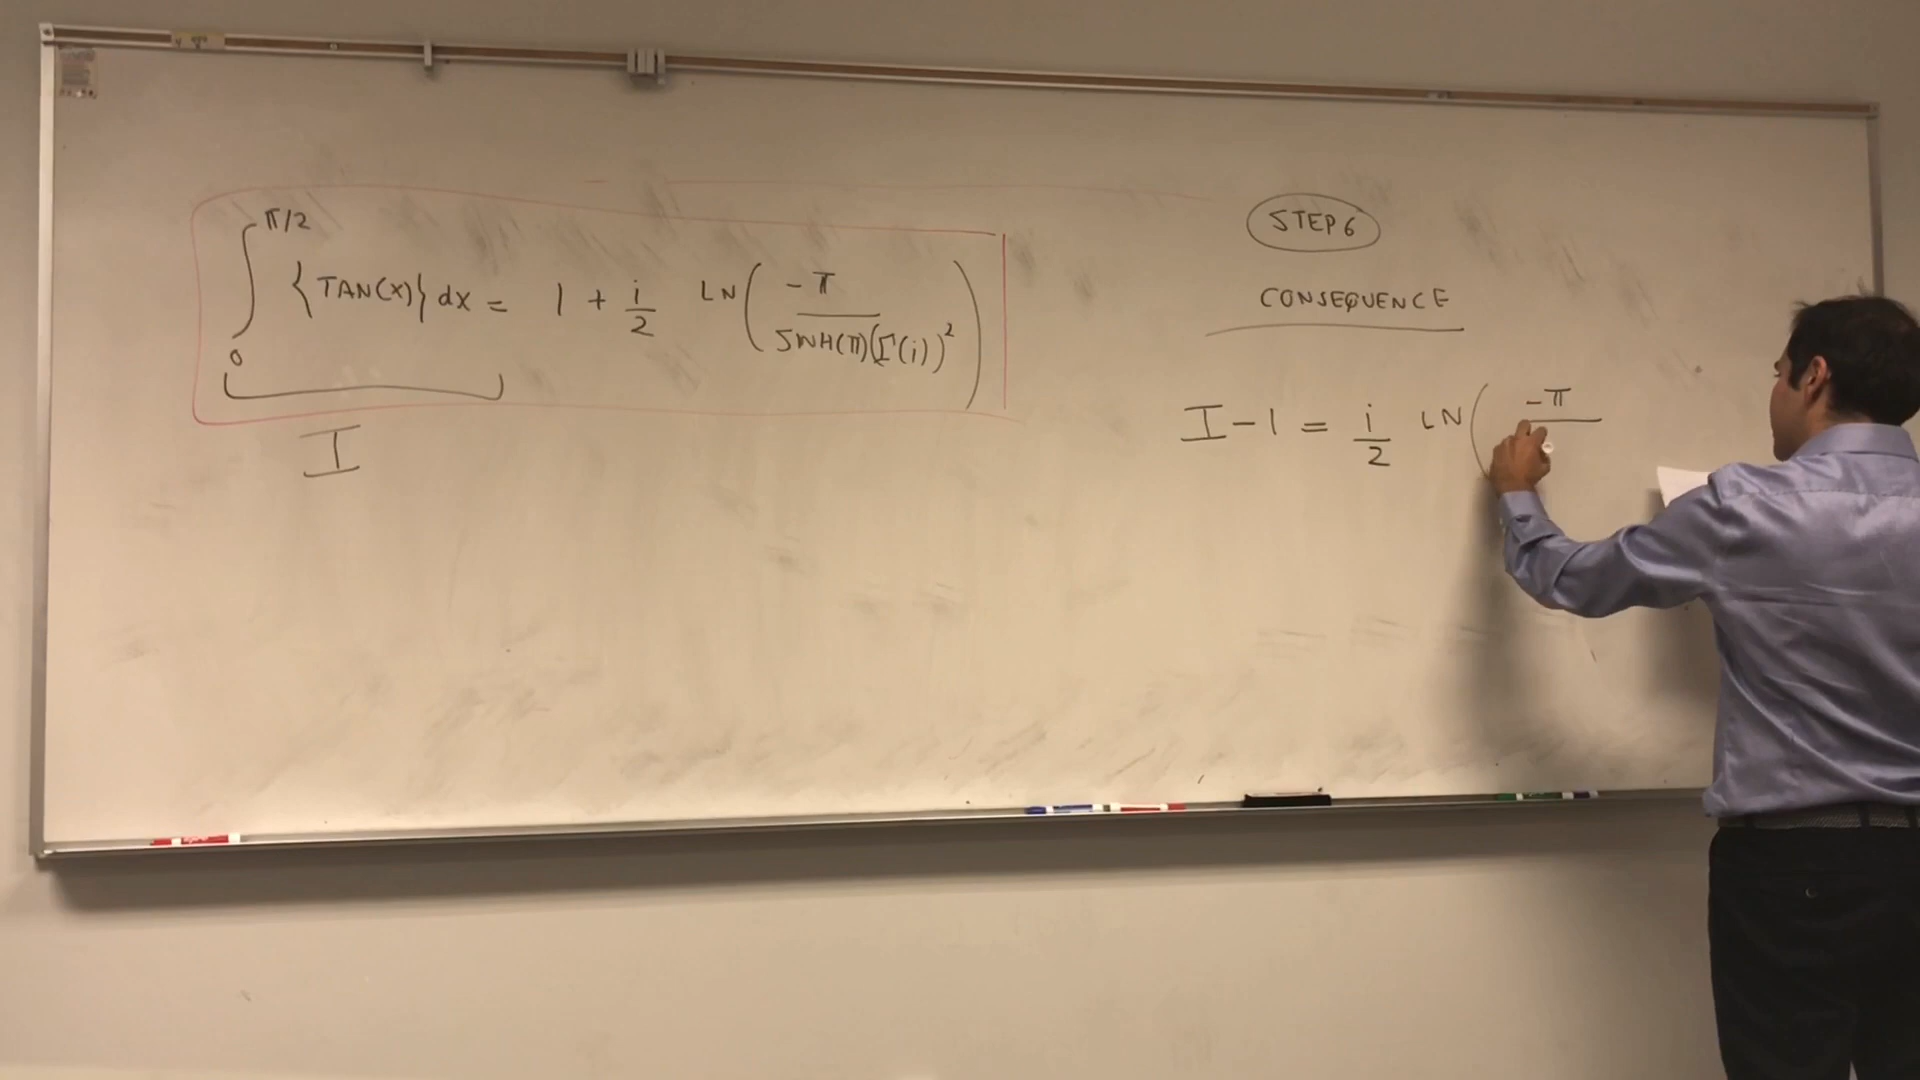 ∫₀^π/2 {TAN(X)} dX = 1 + i/2 LN( -π / SINH(π)(Γ(i))² )
I
STEP 6
CONSEQUENCE
I - 1 = i/2 LN( -π /